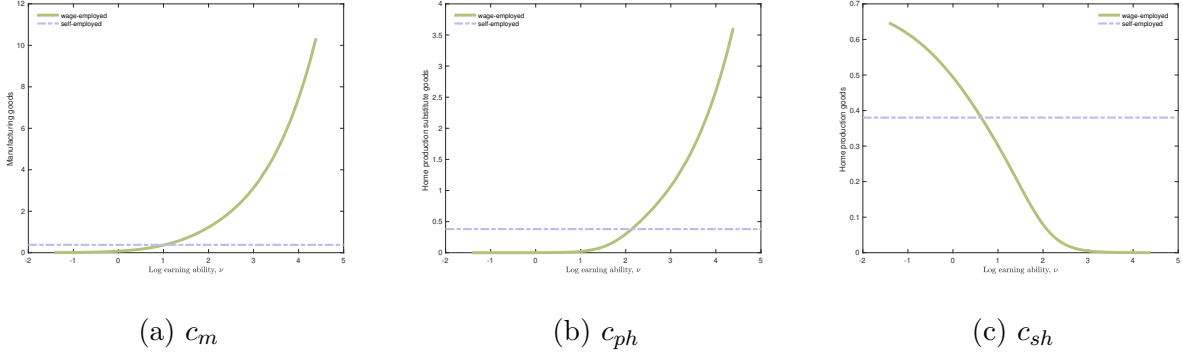 wage-employed
self-employed
Manufacturing goods
12
10
8
6
4
2
0
-2 -1 0 1 2 3 4 5
Log earning ability, ν
(a) c_m
wage-employed
self-employed
Home production substitute goods
4
3.5
3
2.5
2
1.5
1
0.5
0
-2 -1 0 1 2 3 4 5
Log earning ability, ν
(b) c_ph
wage-employed
self-employed
Home production goods
0.7
0.6
0.5
0.4
0.3
0.2
0.1
0
-2 -1 0 1 2 3 4 5
Log earning ability, ν
(c) c_sh